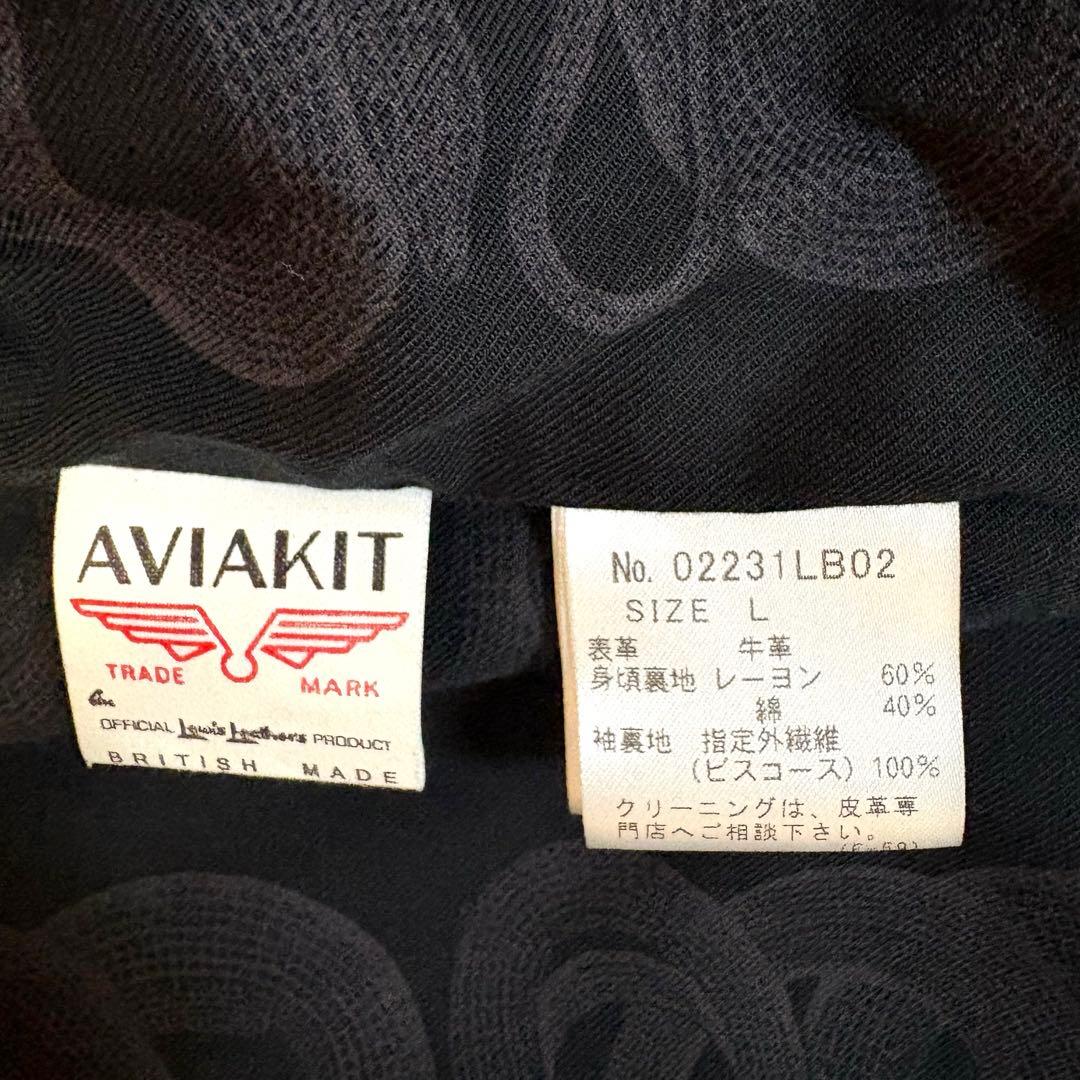 AVIAKIT
TRADE MARK
An
OFFICIAL Lewis Leathers PRODUCT
BRITISH MADE
No. 02231LB02
SIZE L
表革 牛革
身頃裏地 レーヨン 60%
綿 40%
袖裏地 指定外繊維
(ビスコース) 100%
クリーニングは、皮革専
門店へご相談下さい。